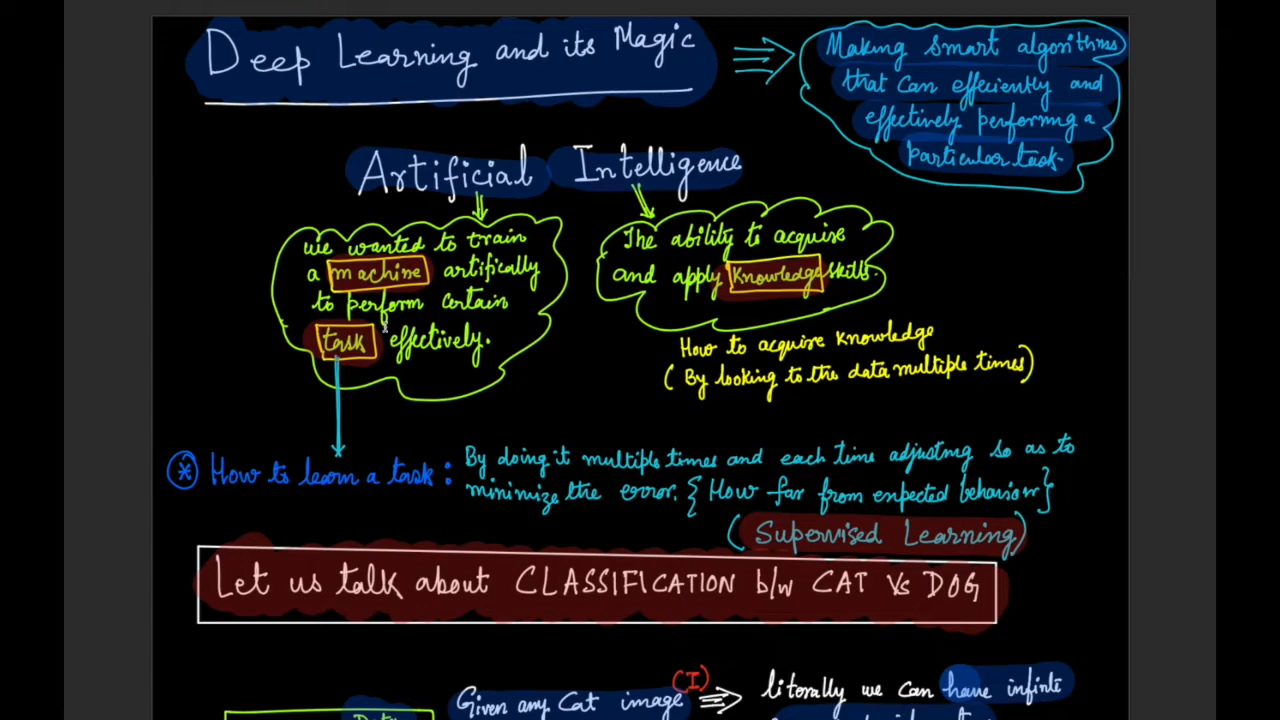 Deep Learning and its Magic
Making smart algorithms
that can efficiently and
effectively performing a
particular task.
Artificial Intelligence
we wanted to train
a machine artifically
to perform certain
task effectively.
The ability to acquire
and apply knowledge skills.
How to acquire knowledge
(By looking to the data multiple times)
* How to learn a task:
By doing it multiple times and each time adjusting so as to
minimize the error. {How far from expected behaviour}
(Supervised Learning)
Let us talk about CLASSIFICATION b/w CAT Vs DOG
Given any Cat image (I)
literally we can have infinite
Data